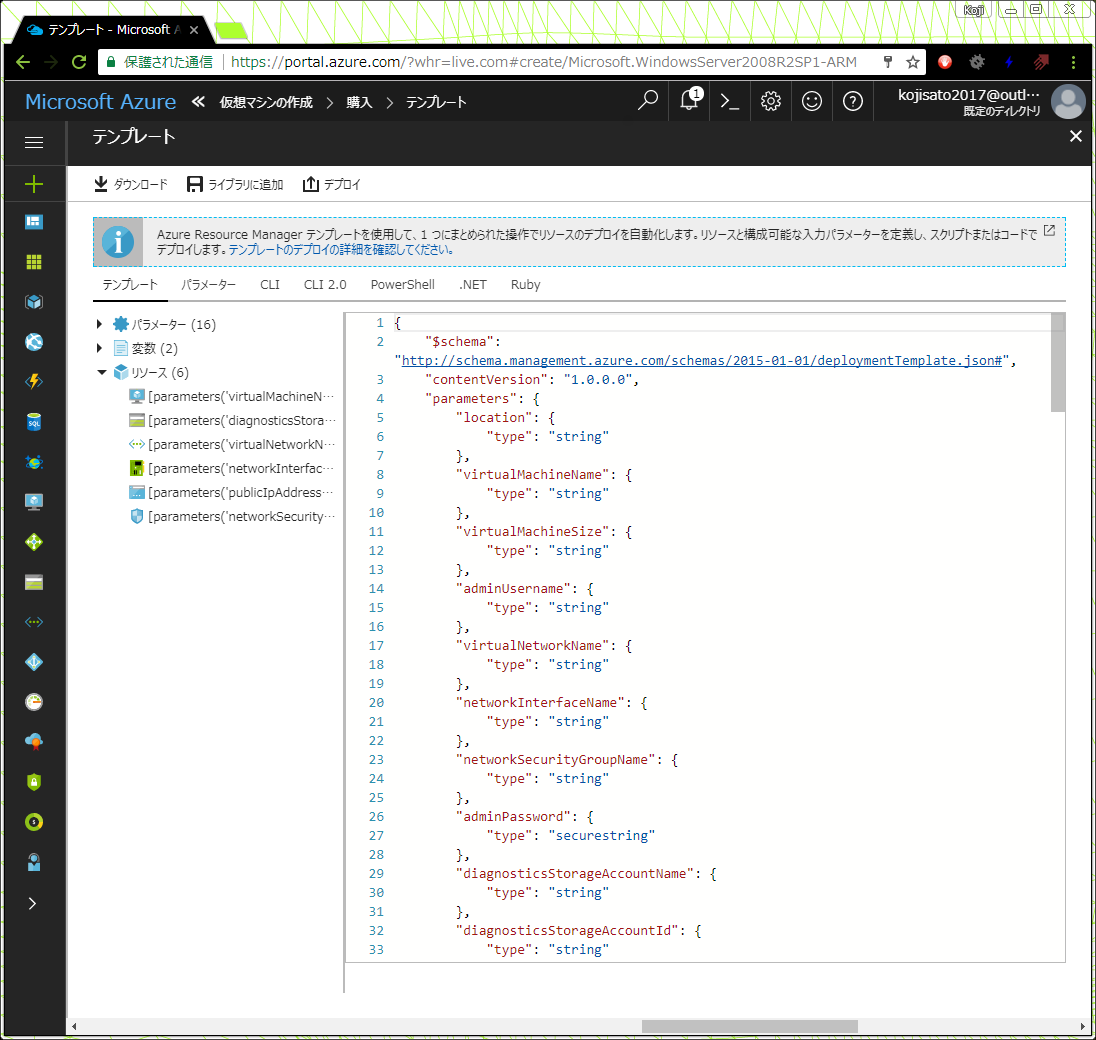 Koji
テンプレート - Microsoft A
保護された通信 https://portal.azure.com/?whr=live.com#create/Microsoft.WindowsServer2008R2SP1-ARM
Microsoft Azure 仮想マシンの作成 購入 テンプレート 1 kojisato2017@outl…
既定のディレクトリ
テンプレート
ダウンロード ライブラリに追加 デプロイ
Azure Resource Manager テンプレートを使用して、1 つにまとめられた操作でリソースのデプロイを自動化します。リソースと構成可能な入力パラメーターを定義し、スクリプトまたはコードで
デプロイします。テンプレートのデプロイの詳細を確認してください。
テンプレート パラメーター CLI CLI 2.0 PowerShell .NET Ruby
パラメーター (16)
変数 (2)
リソース (6)
[parameters('virtualMachineN…
[parameters('diagnosticsStora…
[parameters('virtualNetworkN…
[parameters('networkInterfac…
[parameters('publicIpAddress…
[parameters('networkSecurity…
1 {
2 "$schema":
"http://schema.management.azure.com/schemas/2015-01-01/deploymentTemplate.json#",
3 "contentVersion": "1.0.0.0",
4 "parameters": {
5 "location": {
6 "type": "string"
7 },
8 "virtualMachineName": {
9 "type": "string"
10 },
11 "virtualMachineSize": {
12 "type": "string"
13 },
14 "adminUsername": {
15 "type": "string"
16 },
17 "virtualNetworkName": {
18 "type": "string"
19 },
20 "networkInterfaceName": {
21 "type": "string"
22 },
23 "networkSecurityGroupName": {
24 "type": "string"
25 },
26 "adminPassword": {
27 "type": "securestring"
28 },
29 "diagnosticsStorageAccountName": {
30 "type": "string"
31 },
32 "diagnosticsStorageAccountId": {
33 "type": "string"